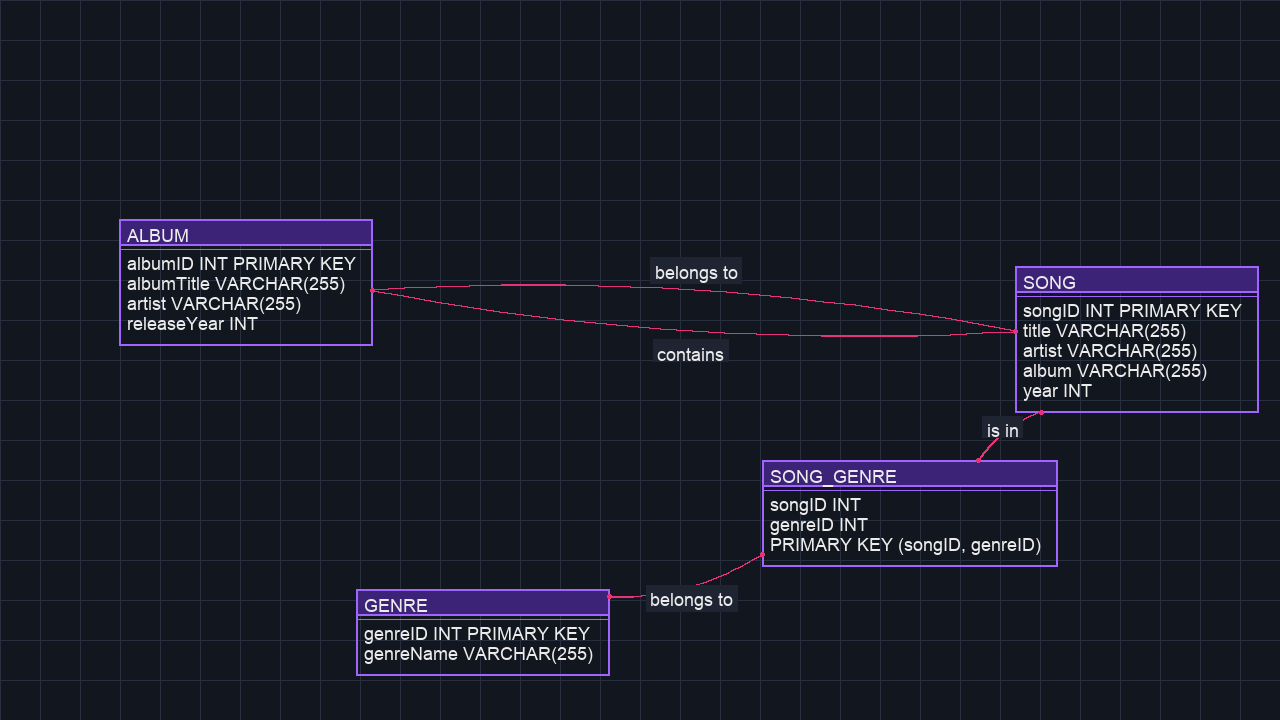 ALBUM
albumID INT PRIMARY KEY
albumTitle VARCHAR(255)
artist VARCHAR(255)
releaseYear INT
belongs to
contains
SONG
songID INT PRIMARY KEY
title VARCHAR(255)
artist VARCHAR(255)
album VARCHAR(255)
year INT
is in
SONG_GENRE
songID INT
genreID INT
PRIMARY KEY (songID, genreID)
belongs to
GENRE
genreID INT PRIMARY KEY
genreName VARCHAR(255)